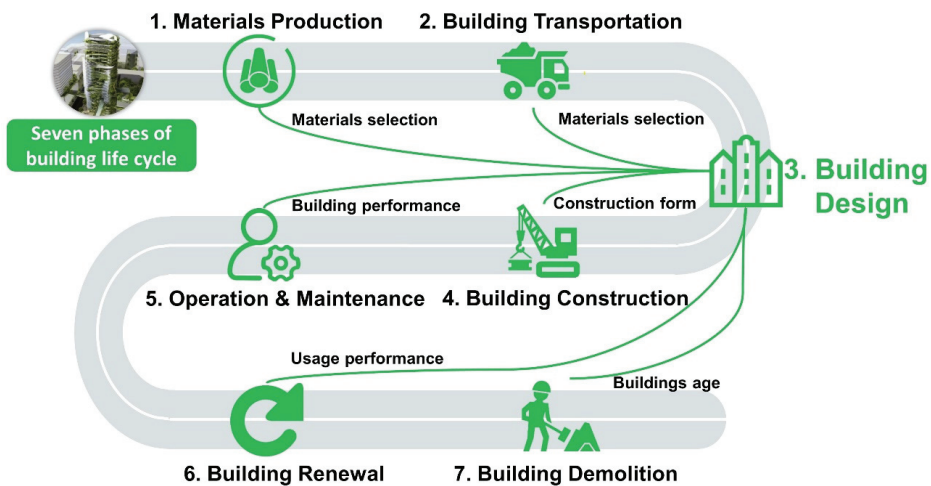 1. Materials Production
2. Building Transportation
Seven phases of
building life cycle
Materials selection
Materials selection
3. Building
Design
Building performance
Construction form
5. Operation & Maintenance
4. Building Construction
Usage performance
Buildings age
6. Building Renewal
7. Building Demolition